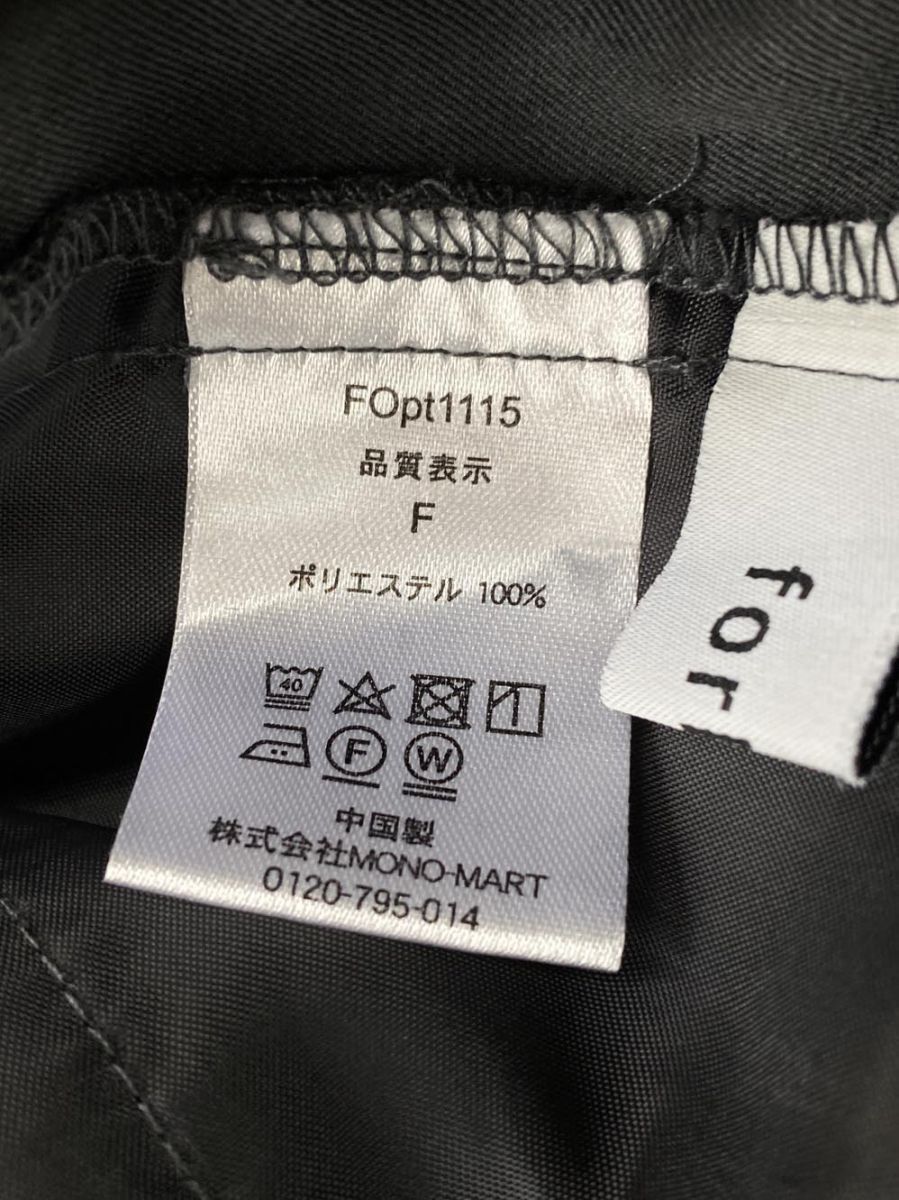 FOpt1115
品質表示
F
ポリエステル 100%
40
F W
中国製
株式会社MONO-MART
0120-795-014